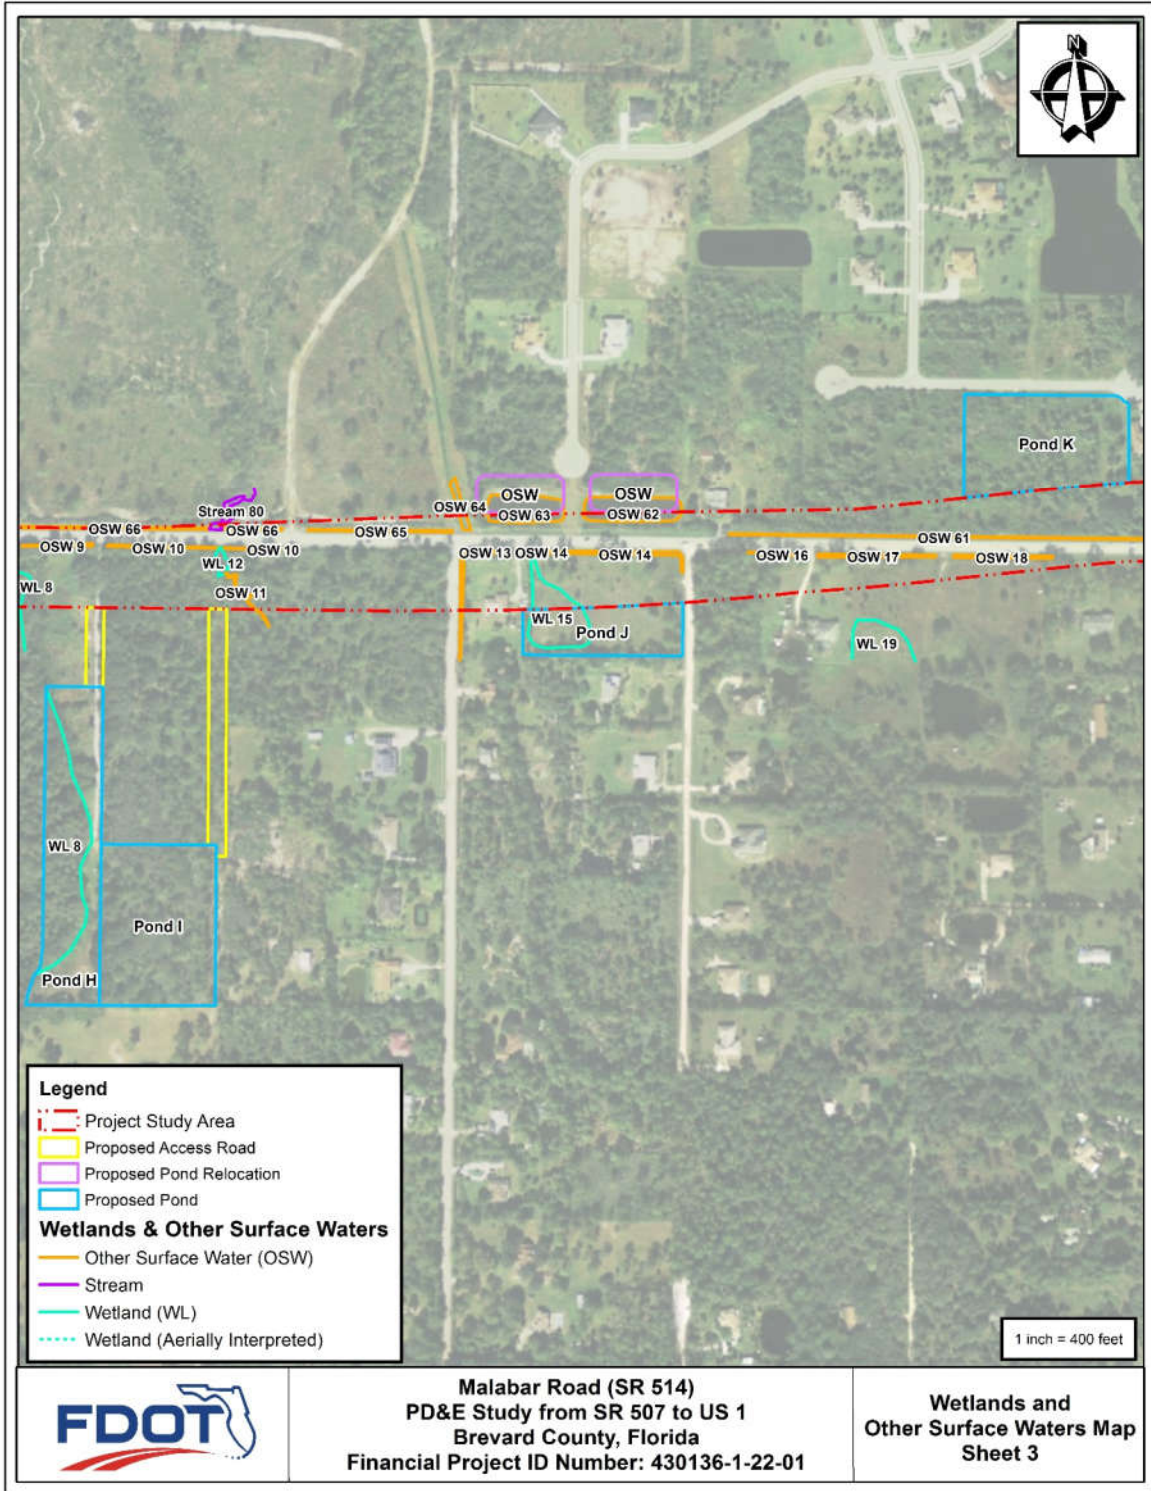 N
Pond K
Stream 80
OSW 64
OSW
OSW
OSW 63
OSW 62
OSW 66
OSW 66
OSW 65
OSW 61
OSW 9
OSW 10
OSW 10
OSW 13
OSW 14
OSW 14
OSW 16
OSW 17
OSW 18
WL 12
WL 8
OSW 11
WL 15
Pond J
WL 19
WL 8
Pond I
Pond H
Legend
Project Study Area
Proposed Access Road
Proposed Pond Relocation
Proposed Pond
Wetlands & Other Surface Waters
Other Surface Water (OSW)
Stream
Wetland (WL)
Wetland (Aerially Interpreted)
1 inch = 400 feet
FDOT
Malabar Road (SR 514)
PD&E Study from SR 507 to US 1
Brevard County, Florida
Financial Project ID Number: 430136-1-22-01
Wetlands and
Other Surface Waters Map
Sheet 3